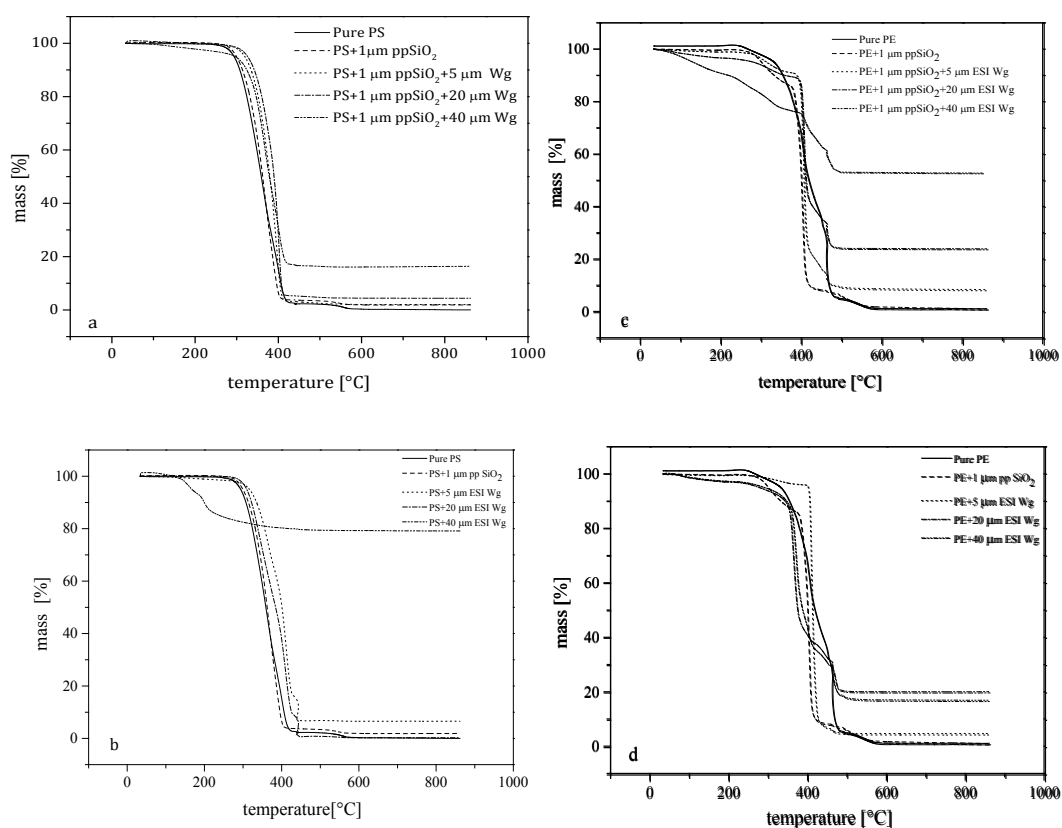 Pure PS
PS+1μm ppSiO₂
PS+1 μm ppSiO₂+5 μm Wg
PS+1 μm ppSiO₂+20 μm Wg
PS+1 μm ppSiO₂+40 μm Wg
100
80
60
40
20
0
mass [%]
a
0 200 400 600 800 1000
temperature [°C]
Pure PE
PE+1 μm ppSiO₂
PE+1 μm ppSiO₂+5 μm ESI Wg
PE+1 μm ppSiO₂+20 μm ESI Wg
PE+1 μm ppSiO₂+40 μm ESI Wg
100
80
60
40
20
0
mass [%]
c
0 200 400 600 800 1000
temperature [°C]
Pure PS
PS+1 μm pp SiO₂
PS+5 μm ESI Wg
PS+20 μm ESI Wg
PS+40 μm ESI Wg
100
80
60
40
20
0
mass [%]
b
0 200 400 600 800 1000
temperature[°C]
Pure PE
PE+1 μm pp SiO₂
PE+5 μm ESI Wg
PE+20 μm ESI Wg
PE+40 μm ESI Wg
100
80
60
40
20
0
mass [%]
d
0 200 400 600 800 1000
temperature [°C]